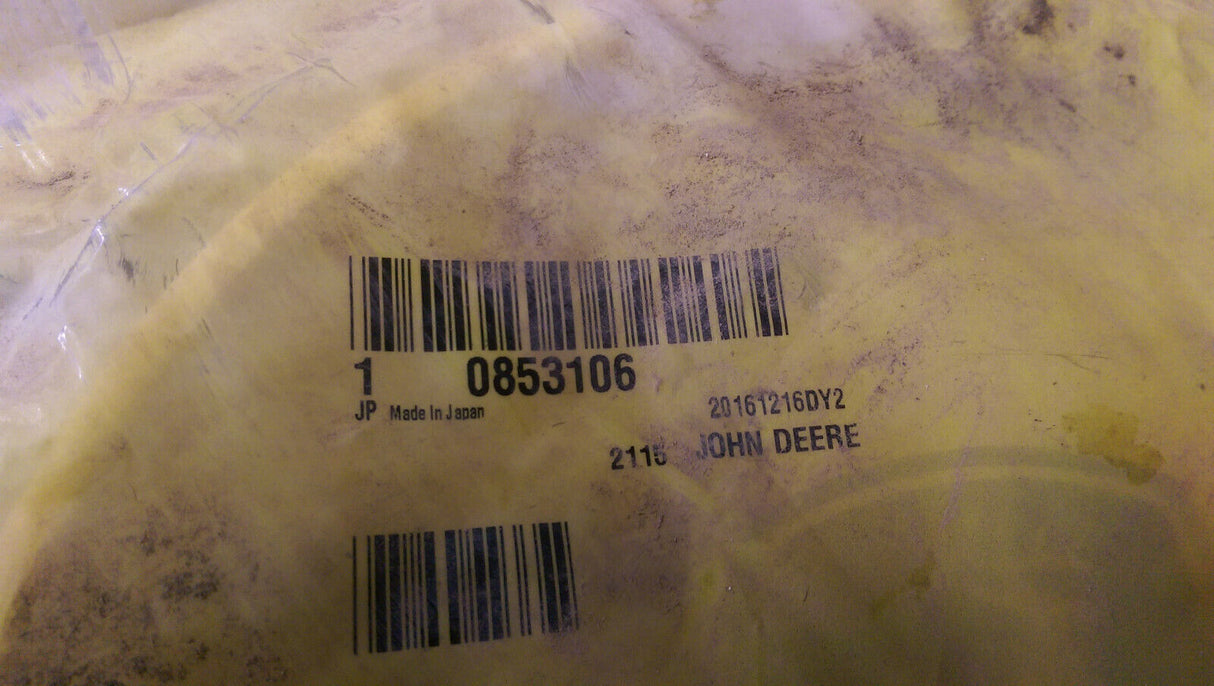 1 0853106
JP Made In Japan
20161216DY2
2115 JOHN DEERE